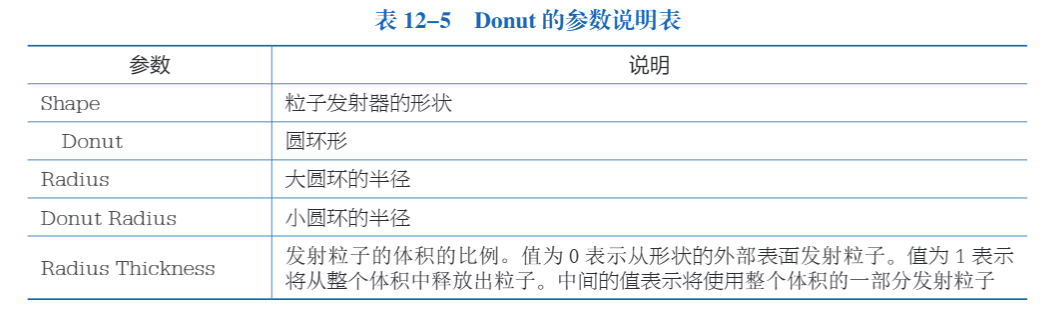 表 12–5 Donut 的参数说明表
参数 说明
Shape 粒子发射器的形状
Donut 圆环形
Radius 大圆环的半径
Donut Radius 小圆环的半径
Radius Thickness 发射粒子的体积的比例。值为 0 表示从形状的外部表面发射粒子。值为 1 表示
将从整个体积中释放出粒子。中间的值表示将使用整个体积的一部分发射粒子